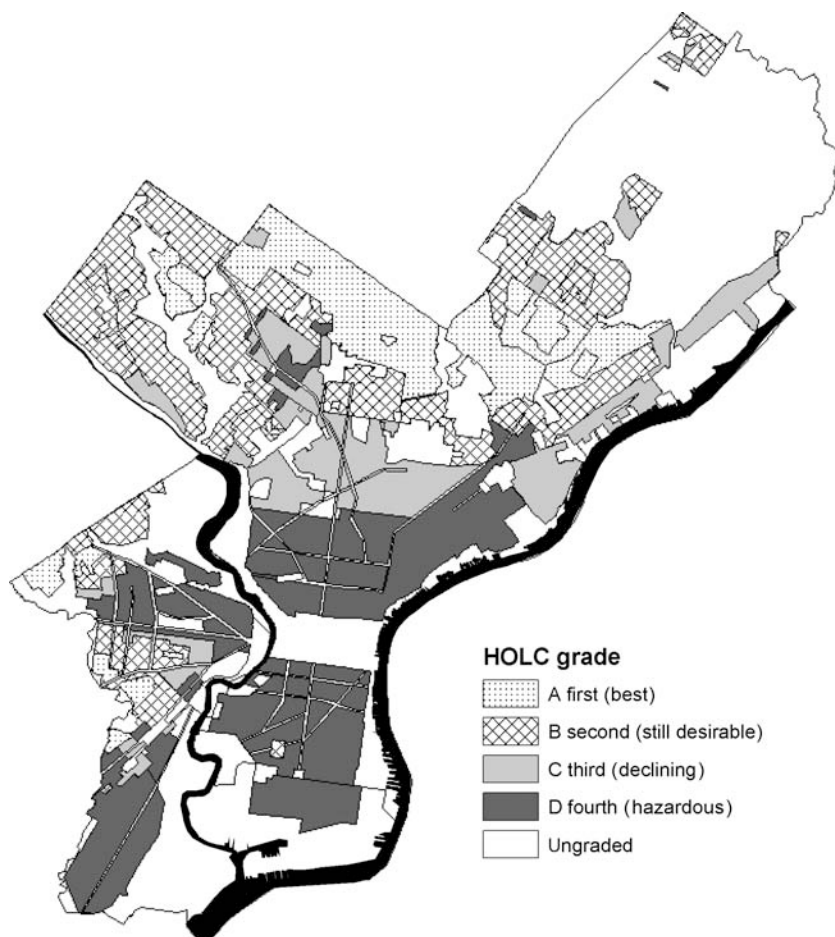 HOLC grade
A first (best)
B second (still desirable)
C third (declining)
D fourth (hazardous)
Ungraded